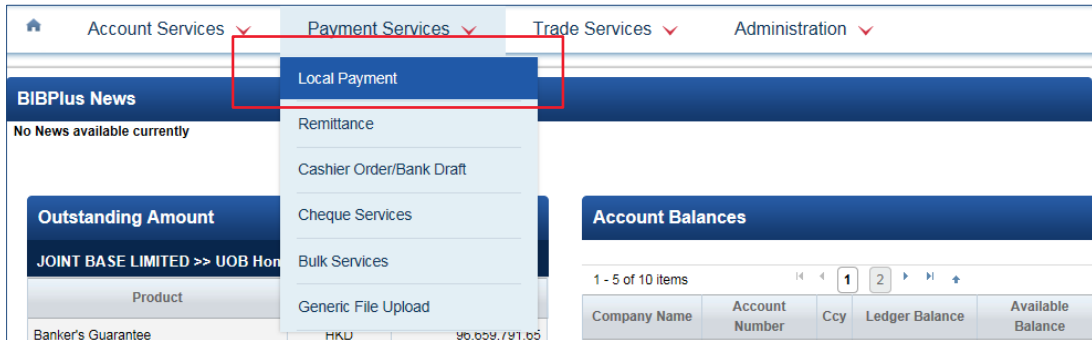 Account Services
Payment Services
Trade Services
Administration
Local Payment
Remittance
Cashier Order/Bank Draft
Cheque Services
Bulk Services
Generic File Upload
BIBPlus News
No News available currently
Outstanding Amount
JOINT BASE LIMITED >> UOB Hon
Product
Banker's Guarantee HKD 96,659,791.65
Account Balances
1 - 5 of 10 items 1 2
Company Name Account Number Ccy Ledger Balance Available Balance